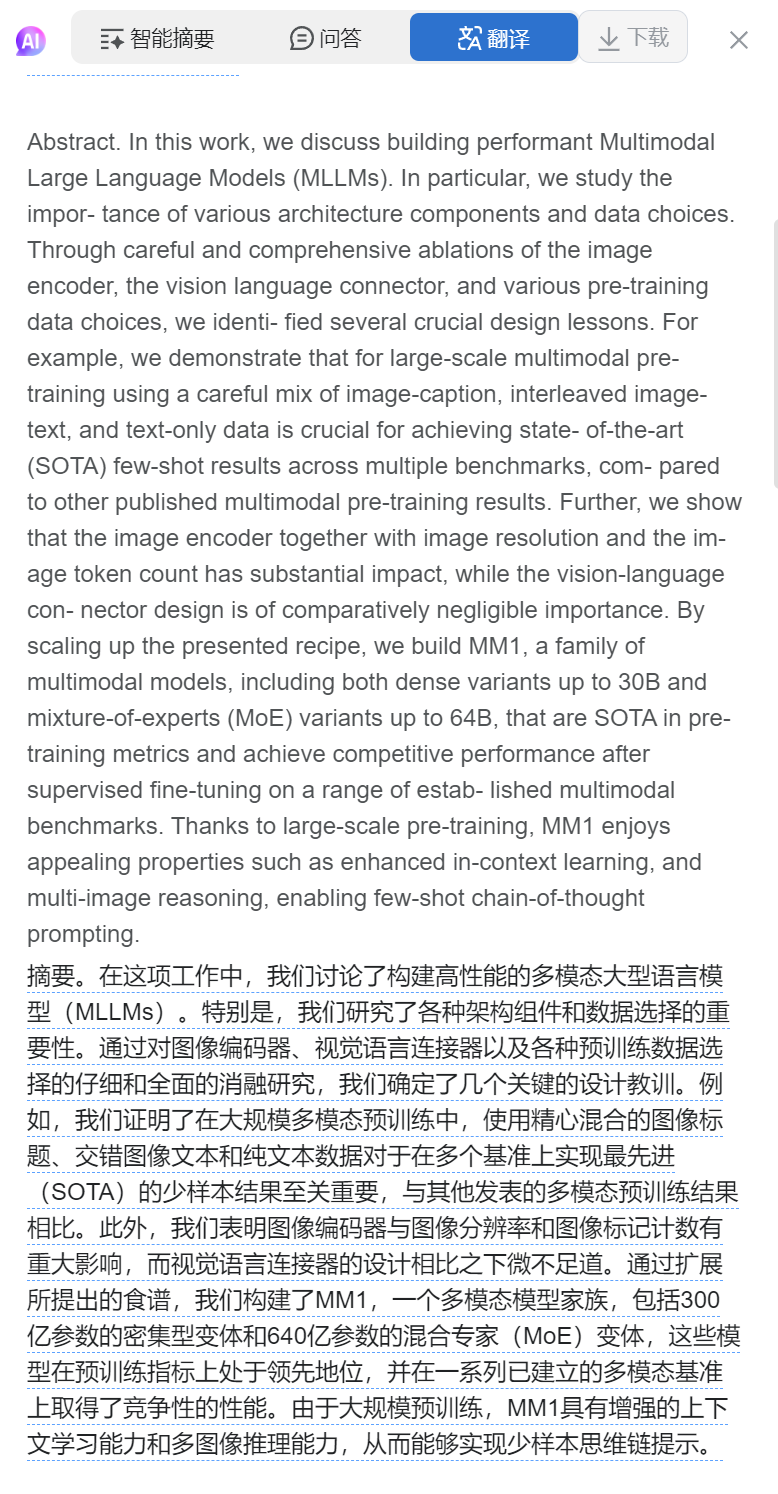 AI 智能摘要 问答 翻译 下载
Abstract. In this work, we discuss building performant Multimodal
Large Language Models (MLLMs). In particular, we study the
impor- tance of various architecture components and data choices.
Through careful and comprehensive ablations of the image
encoder, the vision language connector, and various pre-training
data choices, we identi- fied several crucial design lessons. For
example, we demonstrate that for large-scale multimodal pre-
training using a careful mix of image-caption, interleaved image-
text, and text-only data is crucial for achieving state- of-the-art
(SOTA) few-shot results across multiple benchmarks, com- pared
to other published multimodal pre-training results. Further, we show
that the image encoder together with image resolution and the im-
age token count has substantial impact, while the vision-language
con- nector design is of comparatively negligible importance. By
scaling up the presented recipe, we build MM1, a family of
multimodal models, including both dense variants up to 30B and
mixture-of-experts (MoE) variants up to 64B, that are SOTA in pre-
training metrics and achieve competitive performance after
supervised fine-tuning on a range of estab- lished multimodal
benchmarks. Thanks to large-scale pre-training, MM1 enjoys
appealing properties such as enhanced in-context learning, and
multi-image reasoning, enabling few-shot chain-of-thought
prompting.
摘要。在这项工作中，我们讨论了构建高性能的多模态大型语言模
型（MLLMs）。特别是，我们研究了各种架构组件和数据选择的重
要性。通过对图像编码器、视觉语言连接器以及各种预训练数据选
择的仔细和全面的消融研究，我们确定了几个关键的设计教训。例
如，我们证明了在大规模多模态预训练中，使用精心混合的图像标
题、交错图像文本和纯文本数据对于在多个基准上实现最先进
（SOTA）的少样本结果至关重要，与其他发表的多模态预训练结果
相比。此外，我们表明图像编码器与图像分辨率和图像标记计数有
重大影响，而视觉语言连接器的设计相比之下微不足道。通过扩展
所提出的食谱，我们构建了MM1，一个多模态模型家族，包括300
亿参数的密集型变体和640亿参数的混合专家（MoE）变体，这些模
型在预训练指标上处于领先地位，并在一系列已建立的多模态基准
上取得了竞争性的性能。由于大规模预训练，MM1具有增强的上下
文学习能力和多图像推理能力，从而能够实现少样本思维链提示。